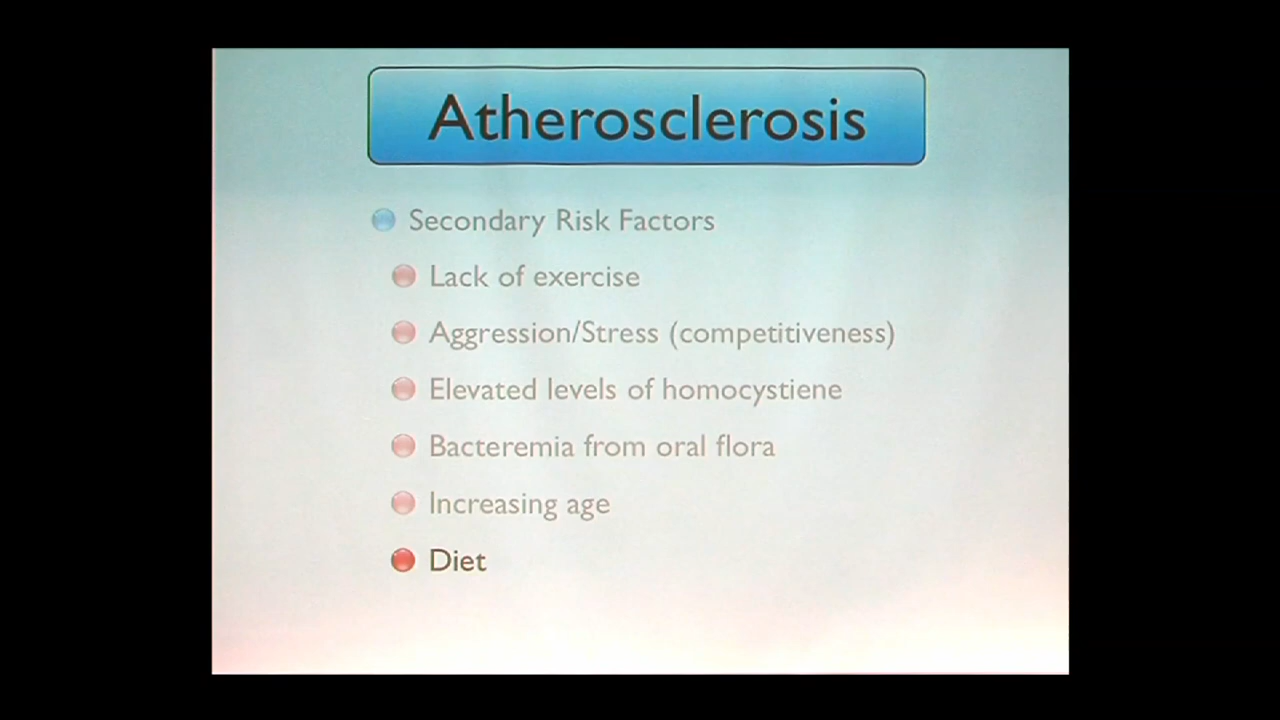 Atherosclerosis
Secondary Risk Factors
Lack of exercise
Aggression/Stress (competitiveness)
Elevated levels of homocystiene
Bacteremia from oral flora
Increasing age
Diet